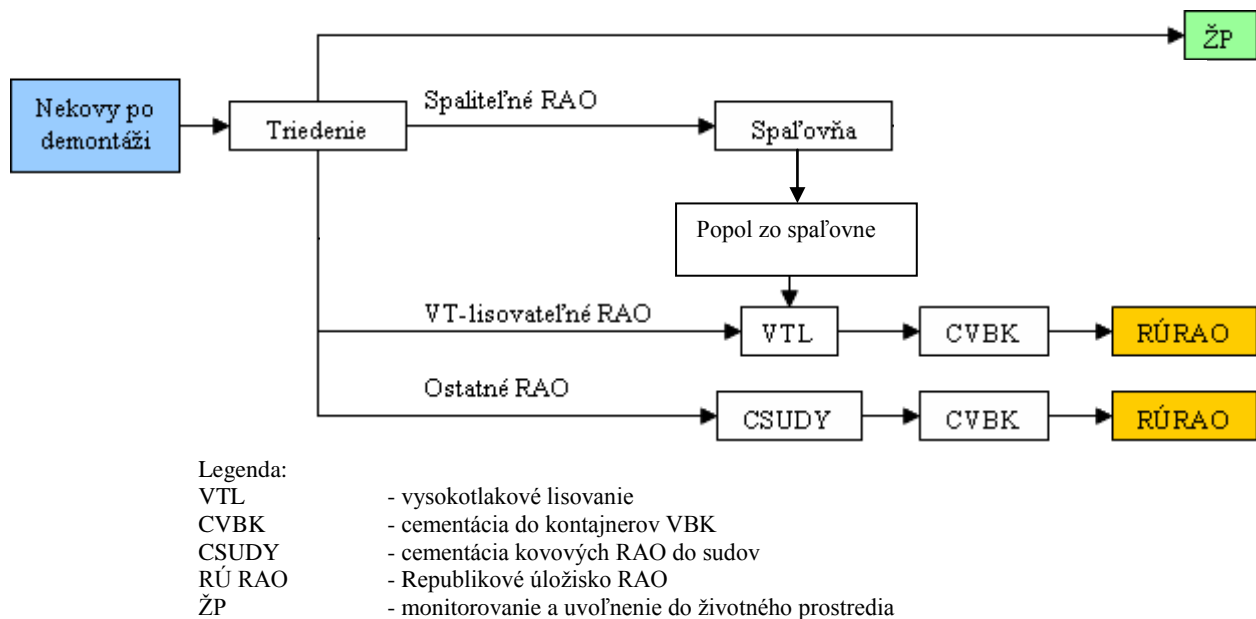 ŽP
Nekovy po
demontáži
Triedenie
Spaliteľné RAO
Spaľovňa
Popol zo spaľovne
VT-lisovateľné RAO
VTL
CVBK
RÚRAO
Ostatné RAO
CSUDY
CVBK
RÚRAO
Legenda:
VTL - vysokotlakové lisovanie
CVBK - cementácia do kontajnerov VBK
CSUDY - cementácia kovových RAO do sudov
RÚ RAO - Republikové úložisko RAO
ŽP - monitorovanie a uvoľnenie do životného prostredia